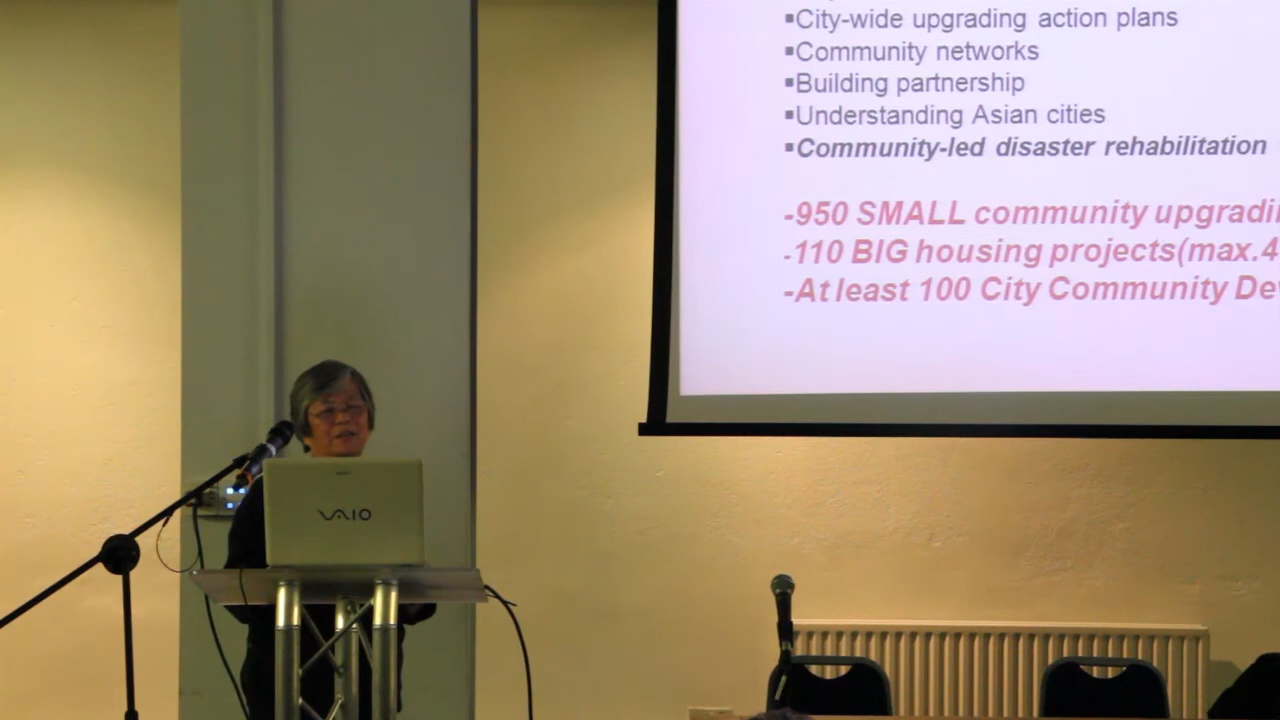 ▪City-wide upgrading action plans
▪Community networks
▪Building partnership
▪Understanding Asian cities
▪Community-led disaster rehabilitation
-950 SMALL community upgradi
-110 BIG housing projects(max.4
-At least 100 City Community De
VAIO